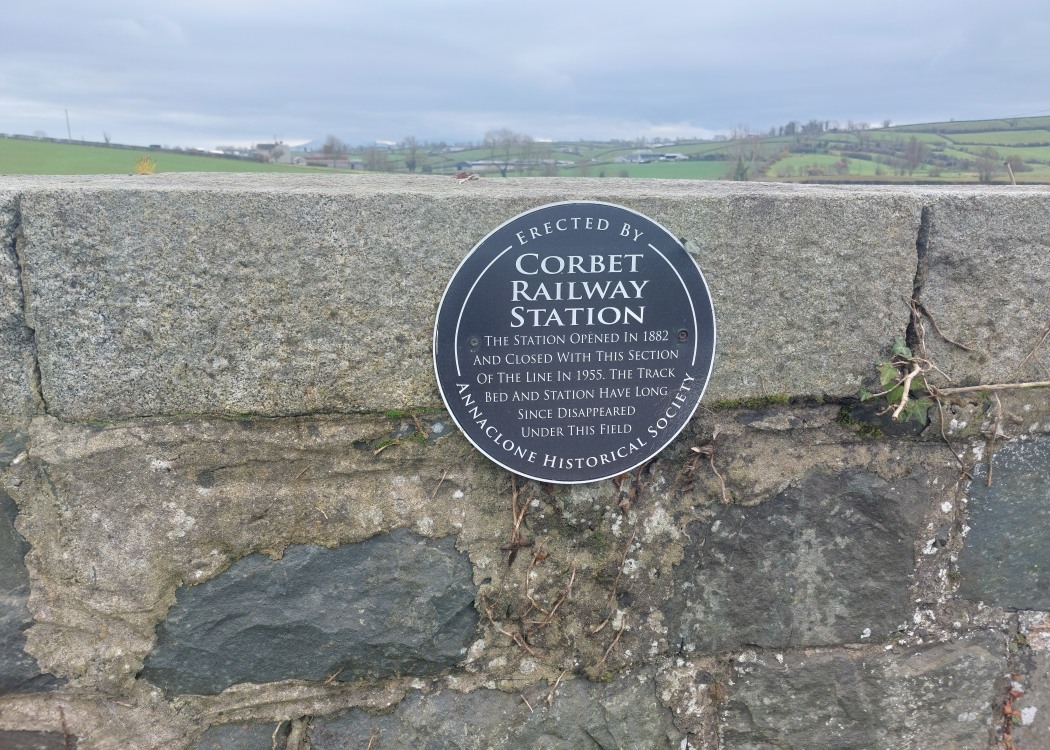 Erected By
Corbet
Railway
Station
The Station Opened In 1882
And Closed With This Section
Of The Line In 1955. The Track
Bed And Station Have Long
Since Disappeared
Under This Field
Annaclone Historical Society